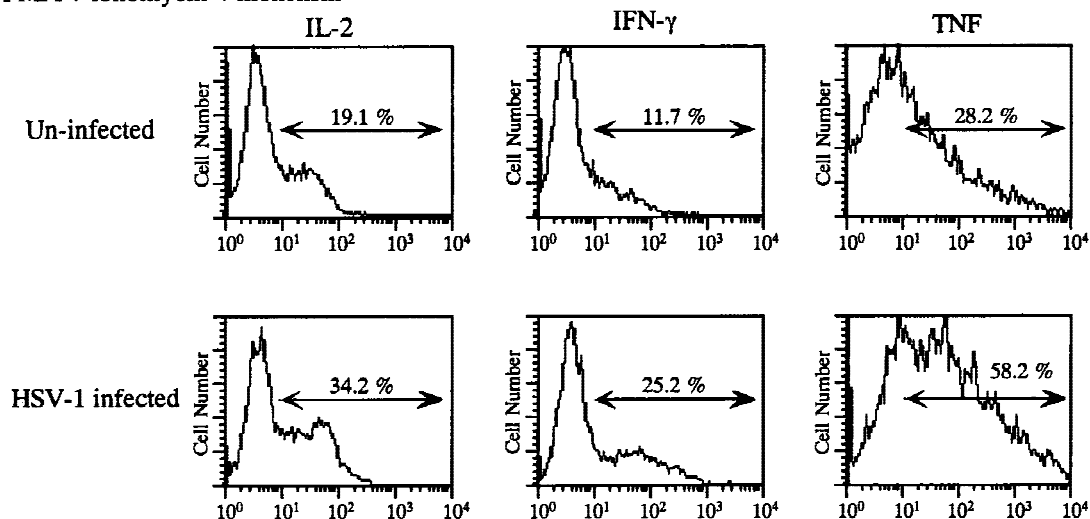 IL-2 IFN-γ TNF
Un-infected
Cell Number 19.1 %
Cell Number 11.7 %
Cell Number 28.2 %
10⁰ 10¹ 10² 10³ 10⁴ 10⁰ 10¹ 10² 10³ 10⁴ 10⁰ 10¹ 10² 10³ 10⁴
HSV-1 infected
Cell Number 34.2 %
Cell Number 25.2 %
Cell Number 58.2 %
10⁰ 10¹ 10² 10³ 10⁴ 10⁰ 10¹ 10² 10³ 10⁴ 10⁰ 10¹ 10² 10³ 10⁴